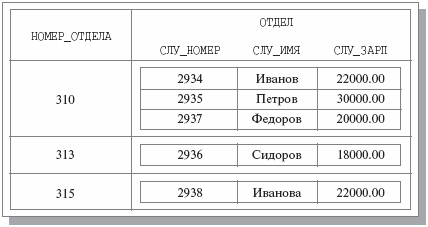 НОМЕР_ОТДЕЛА ОТДЕЛ
СЛУ_НОМЕР СЛУ_ИМЯ СЛУ_ЗАРП
310
2934 Иванов 22000.00
2935 Петров 30000.00
2937 Федоров 20000.00
313 2936 Сидоров 18000.00
315 2938 Иванова 22000.00